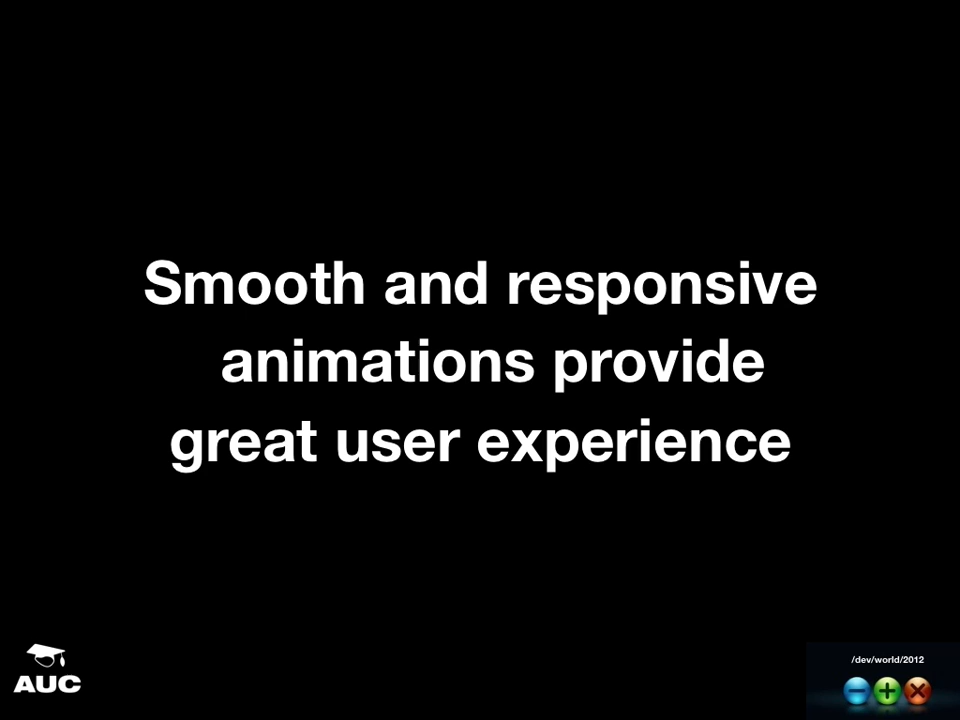 Smooth and responsive
animations provide
great user experience
AUC
/dev/world/2012